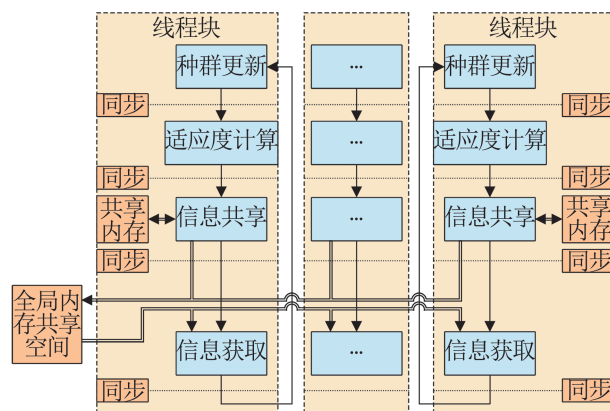 线程块
线程块
种群更新
...
种群更新
同步
同步
适应度计算
...
适应度计算
同步
同步
共享
内存
信息共享
...
信息共享
共享
内存
同步
同步
全局内
存共享
空间
信息获取
...
信息获取
同步
同步